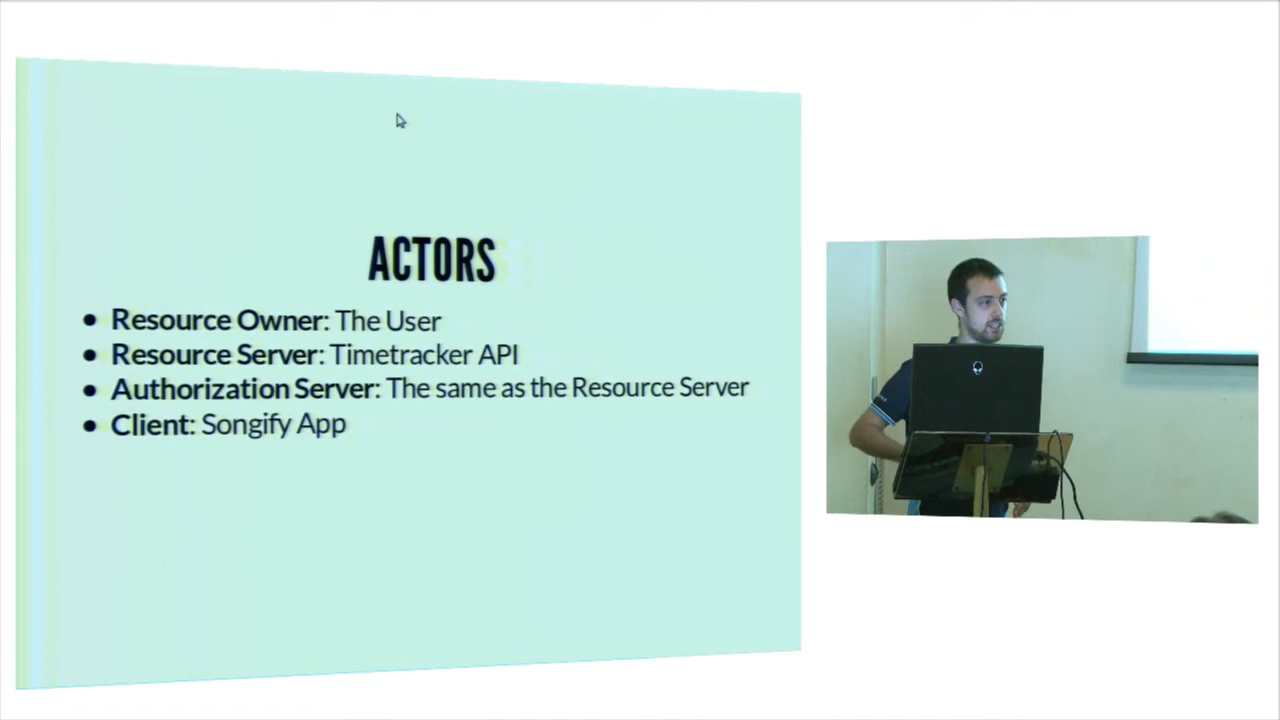 ACTORS
Resource Owner: The User
Resource Server: Timetracker API
Authorization Server: The same as the Resource Server
Client: Songify App